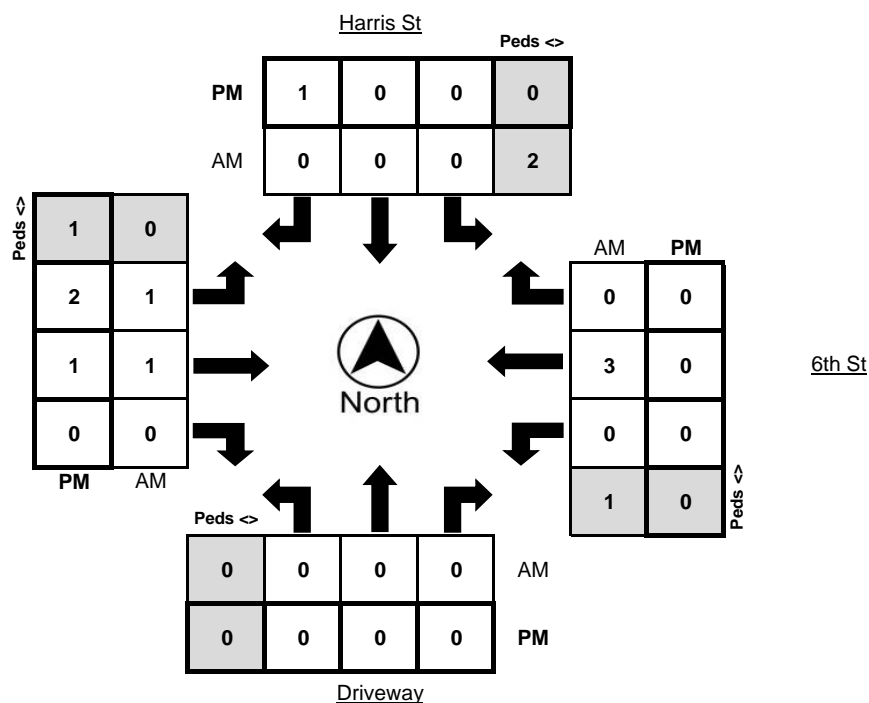 Harris St
Peds <>
PM 1 0 0 0
AM 0 0 0 2
Peds <>
1 0
2 1
1 1
0 0
PM AM
AM PM
0 0
3 0
0 0
1 0
Peds <>
6th St
North
Peds <>
0 0 0 0 AM
0 0 0 0 PM
Driveway